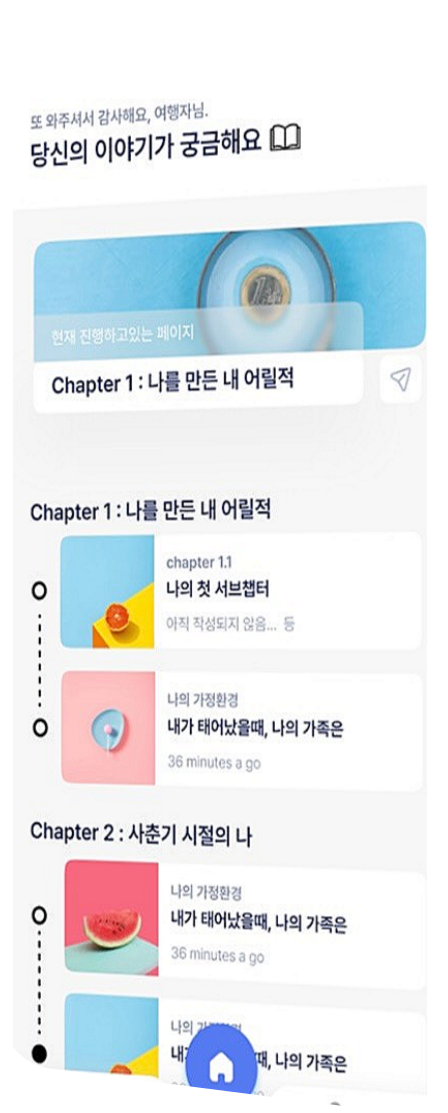 또 와주셔서 감사해요, 여행자님.
당신의 이야기가 궁금해요
현재 진행하고있는 페이지
Chapter 1 : 나를 만든 내 어릴적
Chapter 1 : 나를 만든 내 어릴적
chapter 1.1
나의 첫 서브챕터
아직 작성되지 않음... 등
나의 가정환경
내가 태어났을때, 나의 가족은
36 minutes a go
Chapter 2 : 사춘기 시절의 나
나의 가정환경
내가 태어났을때, 나의 가족은
36 minutes a go
나의
나의 가족은